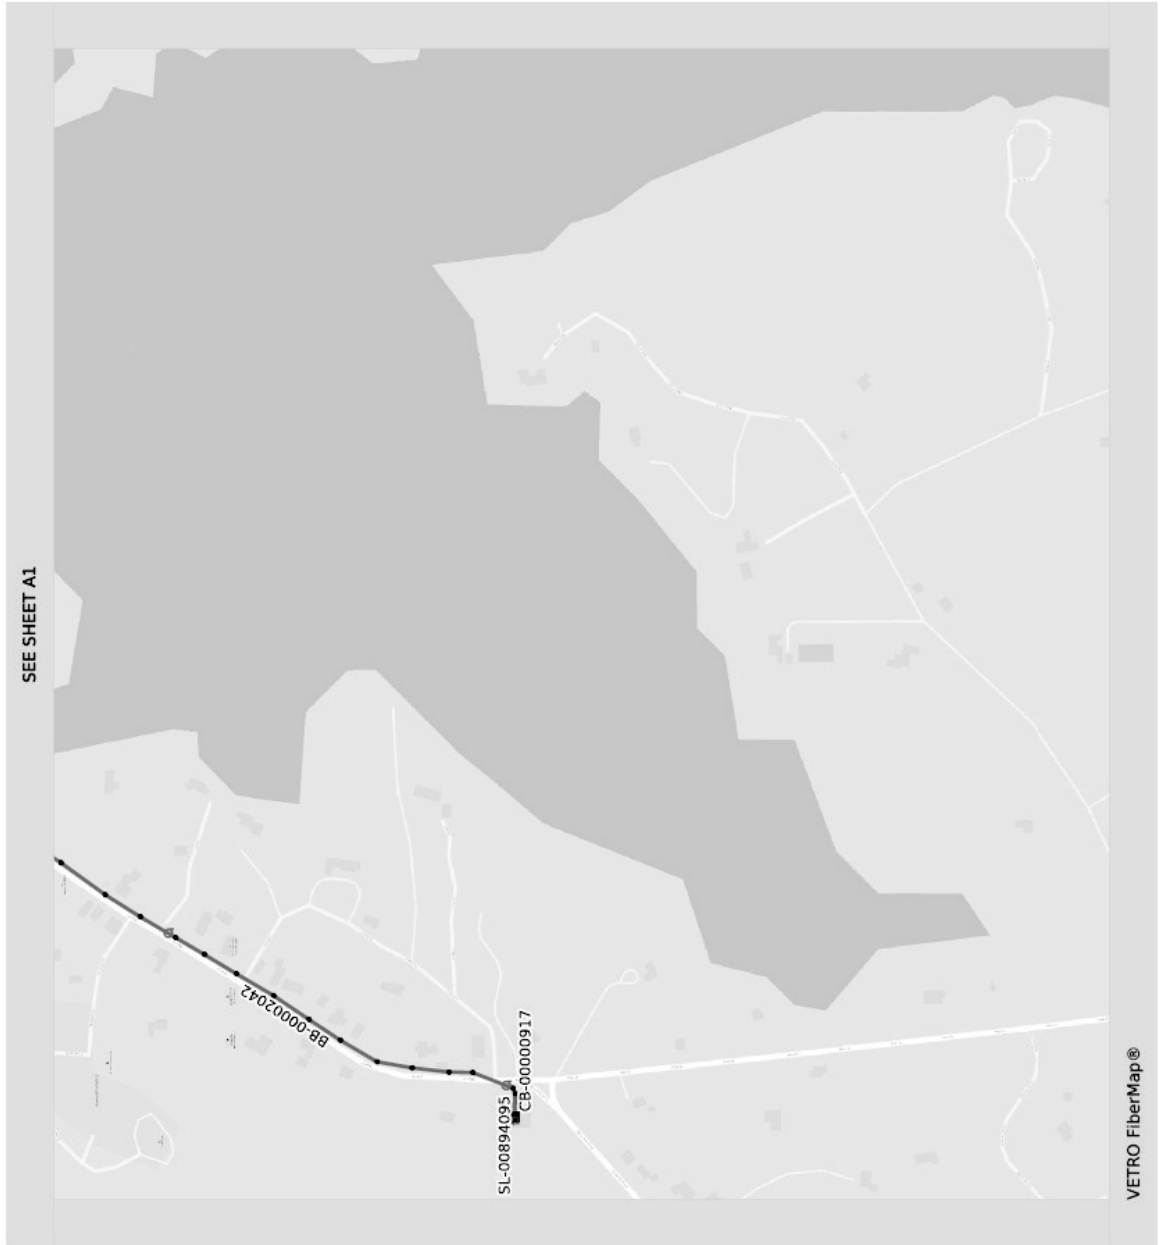 SEE SHEET A1
BB-00002042
CB-00000917
SL-00894095
VETRO FiberMap®